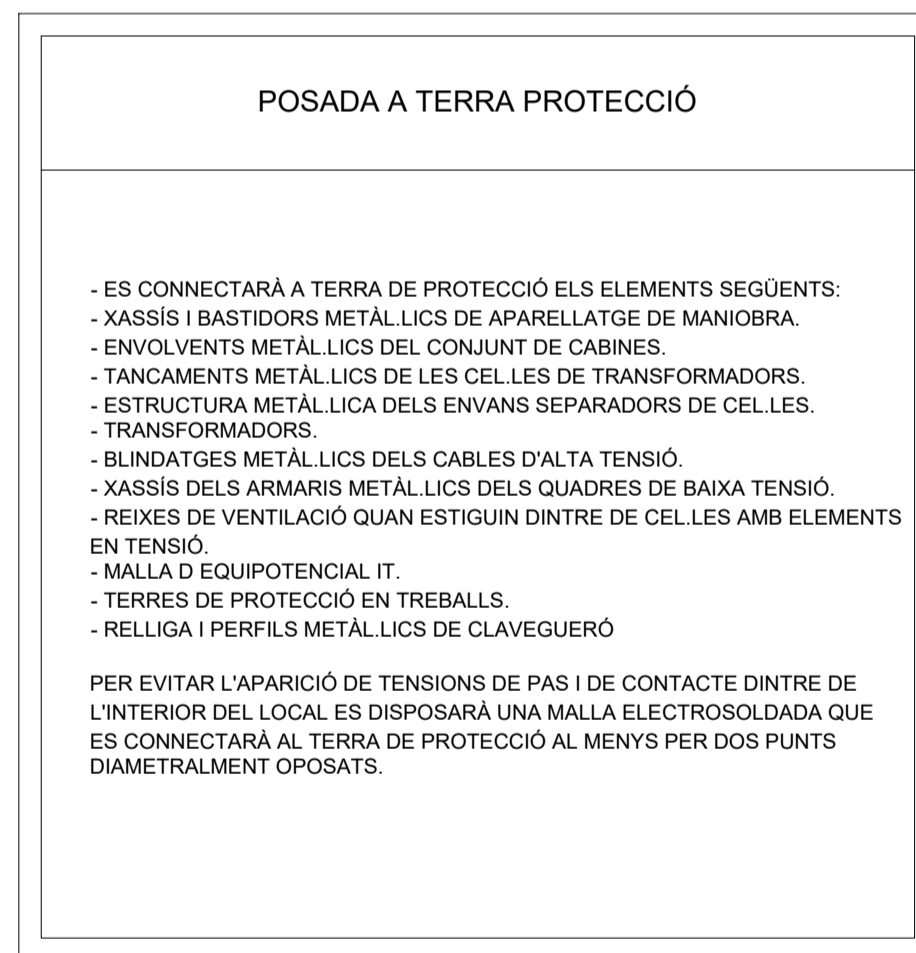 POSADA A TERRA PROTECCIÓ
- ES CONNECTARÀ A TERRA DE PROTECCIÓ ELS ELEMENTS SEGÜENTS:
- XASSÍS I BASTIDORS METÀL.LICS DE APARELLATGE DE MANIOBRA.
- ENVOLVENTS METÀL.LICS DEL CONJUNT DE CABINES.
- TANCAMENTS METÀL.LICS DE LES CEL.LES DE TRANSFORMADORS.
- ESTRUCTURA METÀL.LICA DELS ENVANS SEPARADORS DE CEL.LES.
- TRANSFORMADORS.
- BLINDATGES METÀL.LICS DELS CABLES D'ALTA TENSIÓ.
- XASSÍS DELS ARMARIS METÀL.LICS DELS QUADRES DE BAIXA TENSIÓ.
- REIXES DE VENTILACIÓ QUAN ESTIGUIN DINTRE DE CEL.LES AMB ELEMENTS
EN TENSIÓ.
- MALLA D EQUIPOTENCIAL IT.
- TERRES DE PROTECCIÓ EN TREBALLS.
- RELLIGA I PERFILS METÀL.LICS DE CLAVEGUERÓ
PER EVITAR L'APARICIÓ DE TENSIONS DE PAS I DE CONTACTE DINTRE DE
L'INTERIOR DEL LOCAL ES DISPOSARÀ UNA MALLA ELECTROSOLDADA QUE
ES CONNECTARÀ AL TERRA DE PROTECCIÓ AL MENYS PER DOS PUNTS
DIAMETRALMENT OPOSATS.